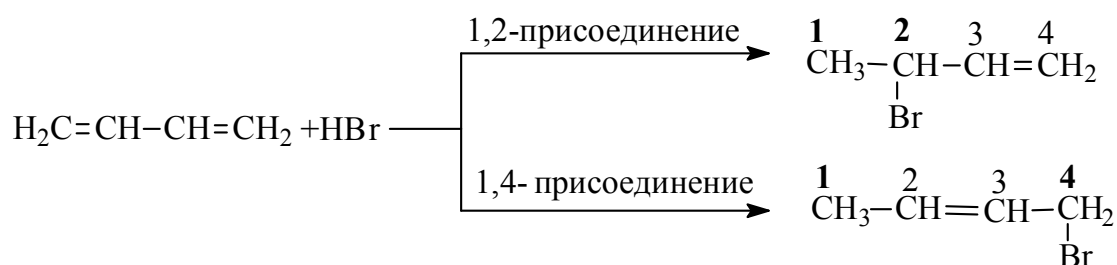 1,2-присоединение
1 2 3 4
CH₃–CH–CH=CH₂
Br
H₂C=CH–CH=CH₂ +HBr
1,4- присоединение
1 2 3 4
CH₃–CH=CH–CH₂
Br